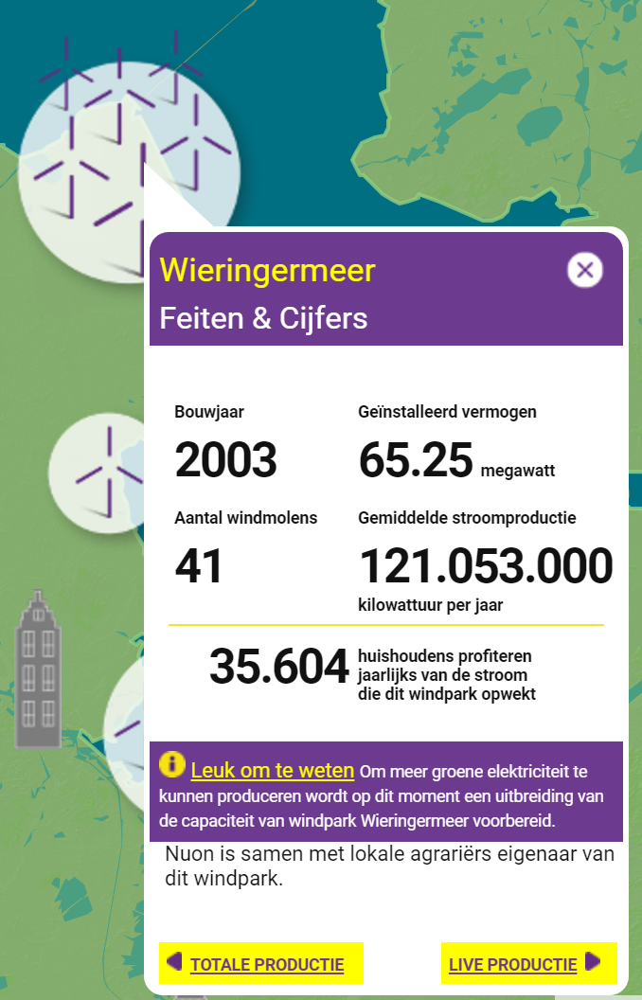 Wieringermeer
Feiten & Cijfers
Bouwjaar
2003
Geïnstalleerd vermogen
65.25 megawatt
Aantal windmolens
41
Gemiddelde stroomproductie
121.053.000
kilowattuur per jaar
35.604
huishoudens profiteren
jaarlijks van de stroom
die dit windpark opwekt
Leuk om te weten Om meer groene elektriciteit te
kunnen produceren wordt op dit moment een uitbreiding van
de capaciteit van windpark Wieringermeer voorbereid.
Nuon is samen met lokale agrariërs eigenaar van
dit windpark.
TOTALE PRODUCTIE
LIVE PRODUCTIE